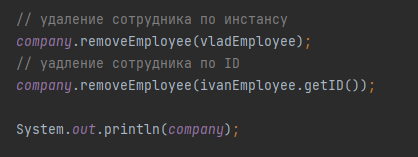 // удаление сотрудника по инстансу
company.removeEmployee(vladEmployee);
// уадление сотрудника по ID
company.removeEmployee(ivanEmployee.getID());
System.out.println(company);